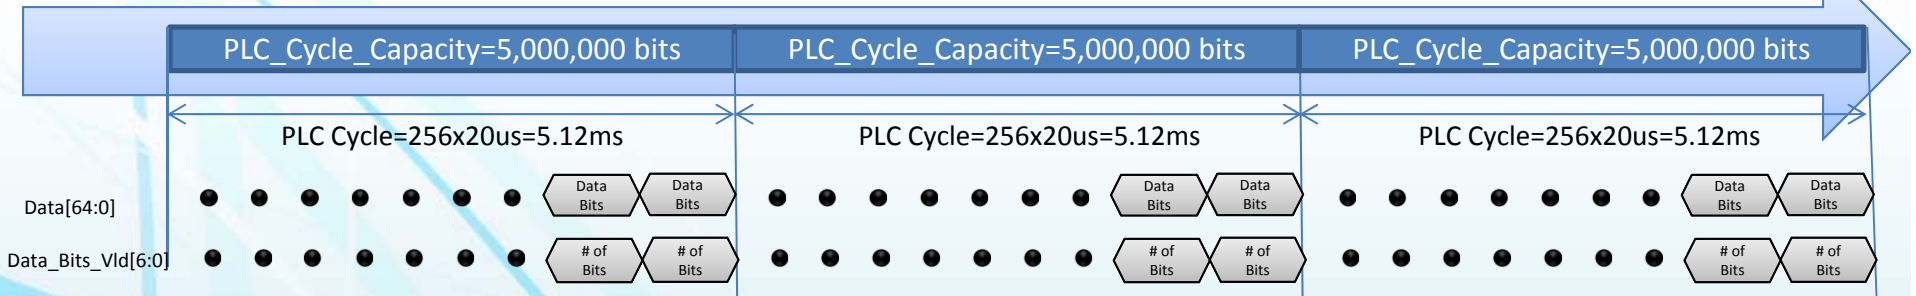 PLC_Cycle_Capacity=5,000,000 bits
PLC_Cycle_Capacity=5,000,000 bits
PLC_Cycle_Capacity=5,000,000 bits
PLC Cycle=256x20us=5.12ms
PLC Cycle=256x20us=5.12ms
PLC Cycle=256x20us=5.12ms
Data[64:0]
Data
Bits
Data
Bits
Data
Bits
Data
Bits
Data
Bits
Data
Bits
Data_Bits_Vld[6:0]
# of
Bits
# of
Bits
# of
Bits
# of
Bits
# of
Bits
# of
Bits